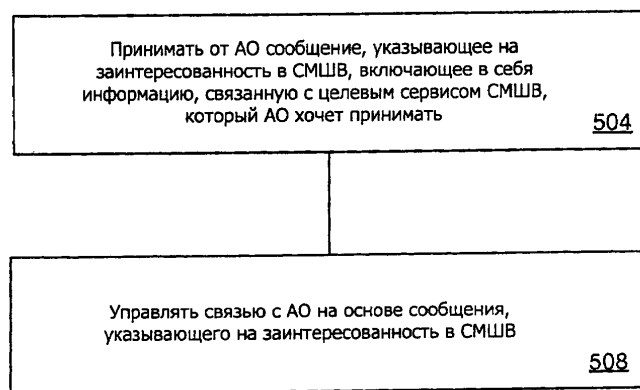 Принимать от АО сообщение, указывающее на
заинтересованность в СМШВ, включающее в себя
информацию, связанную с целевым сервисом СМШВ,
который АО хочет принимать
504
Управлять связью с АО на основе сообщения,
указывающего на заинтересованность в СМШВ
508